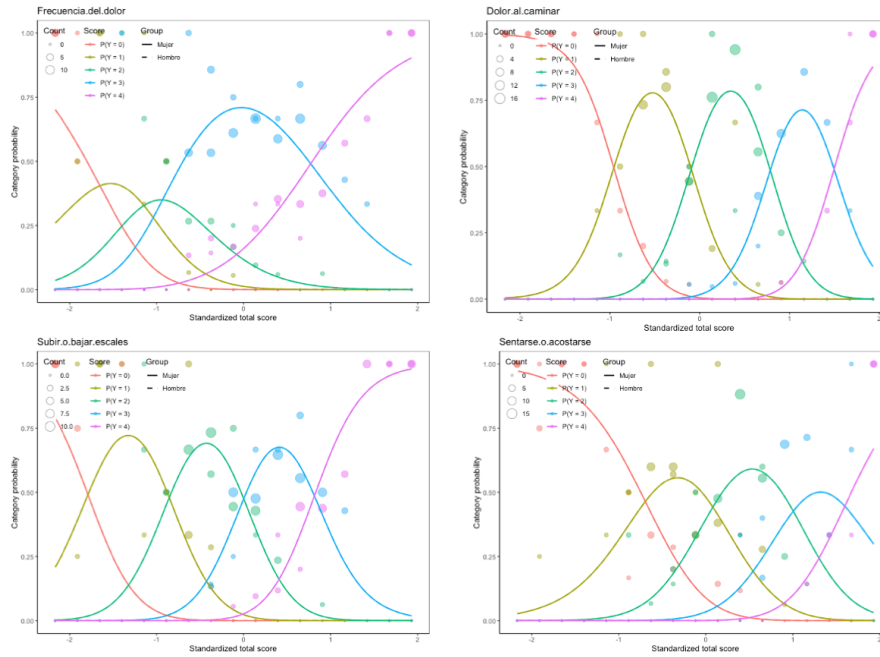 Frecuencia.del.dolor
Count Score Group
0 P(Y = 0) Mujer
5 P(Y = 1) Hombre
10 P(Y = 2)
P(Y = 3)
P(Y = 4)
1.00
0.75
0.50
0.25
0.00
Category probability
-2 -1 0 1 2
Standardized total score
Dolor.al.caminar
Count Score Group
0 P(Y = 0) Mujer
4 P(Y = 1) Hombre
8 P(Y = 2)
12 P(Y = 3)
16 P(Y = 4)
1.00
0.75
0.50
0.25
0.00
Category probability
-2 -1 0 1 2
Standardized total score
Subir.o.bajar.escales
Count Score Group
0.0 P(Y = 0) Mujer
2.5 P(Y = 1) Hombre
5.0 P(Y = 2)
7.5 P(Y = 3)
10.0 P(Y = 4)
1.00
0.75
0.50
0.25
0.00
Category probability
-2 -1 0 1 2
Standardized total score
Sentarse.o.acostarse
Count Score Group
0 P(Y = 0) Mujer
5 P(Y = 1) Hombre
10 P(Y = 2)
15 P(Y = 3)
P(Y = 4)
1.00
0.75
0.50
0.25
0.00
Category probability
-2 -1 0 1 2
Standardized total score